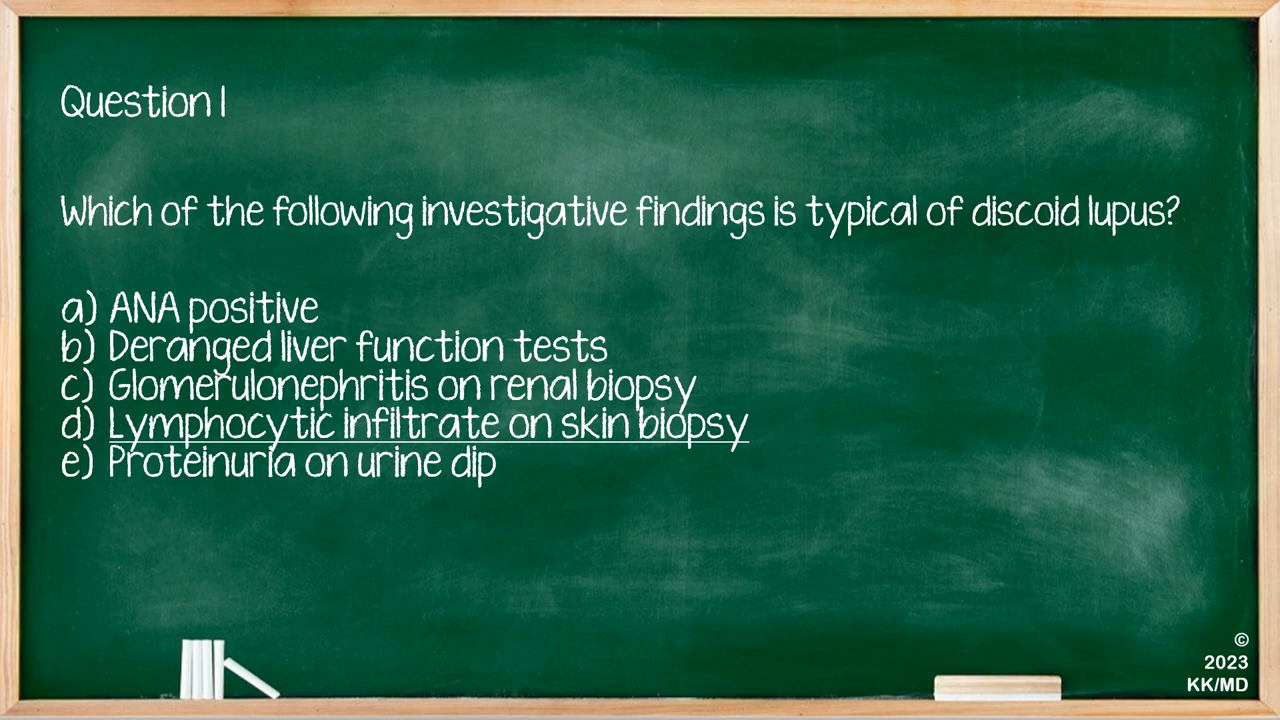 Question 1
Which of the following investigative findings is typical of discoid lupus?
a) ANA positive
b) Deranged liver function tests
c) Glomerulonephritis on renal biopsy
d) Lymphocytic infiltrate on skin biopsy
e) Proteinuria on urine dip
©
2023
KK/MD